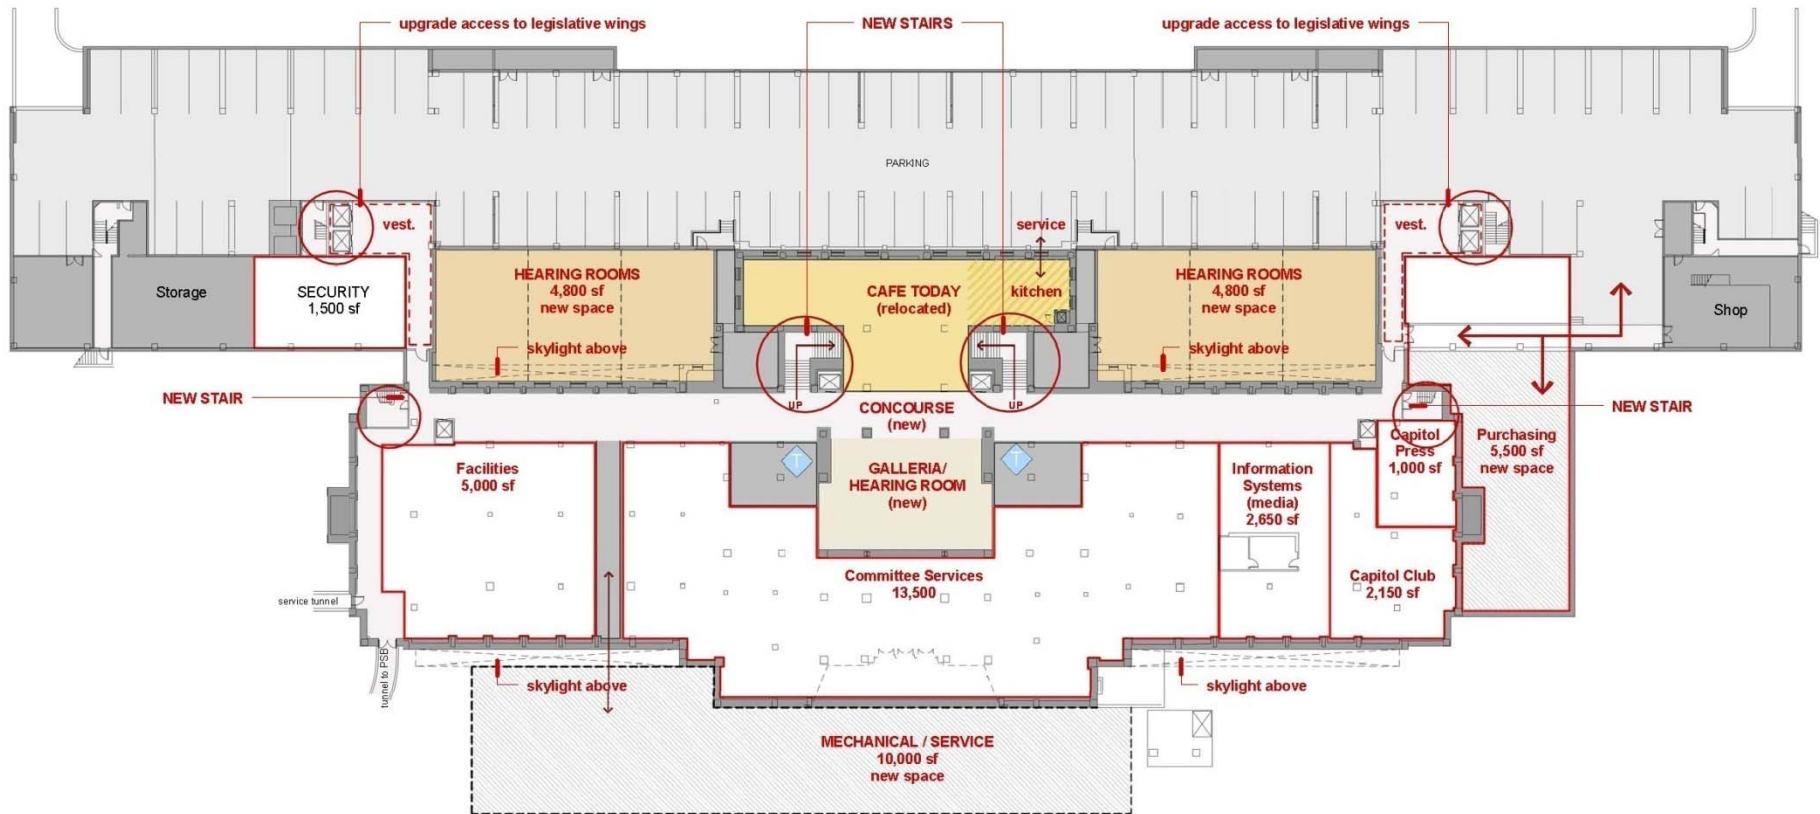 upgrade access to legislative wings
NEW STAIRS
upgrade access to legislative wings
PARKING
vest.
service
vest.
Storage
SECURITY
1,500 sf
HEARING ROOMS
4,800 sf
new space
CAFE TODAY
(relocated)
kitchen
HEARING ROOMS
4,800 sf
new space
Shop
skylight above
skylight above
NEW STAIR
UP
UP
CONCOURSE
(new)
NEW STAIR
Facilities
5,000 sf
T
GALLERIA/
HEARING ROOM
(new)
T
Information
Systems
(media)
2,650 sf
Capitol
Press
1,000 sf
Purchasing
5,500 sf
new space
Committee Services
13,500
Capitol Club
2,150 sf
service tunnel
tunnel to PSB
skylight above
skylight above
MECHANICAL / SERVICE
10,000 sf
new space